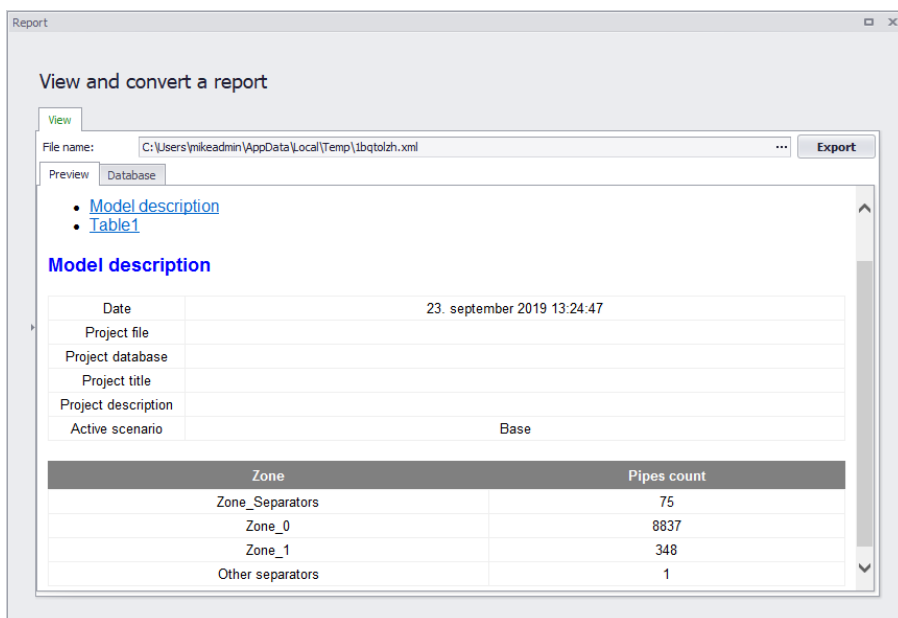 Report
View and convert a report
View
File name: C:\Users\mikeadmin\AppData\Local\Temp\1bqtolzh.xml ... Export
Preview Database
• Model description
• Table1
Model description
Date 23. september 2019 13:24:47
Project file
Project database
Project title
Project description
Active scenario Base
Zone Pipes count
Zone_Separators 75
Zone_0 8837
Zone_1 348
Other separators 1